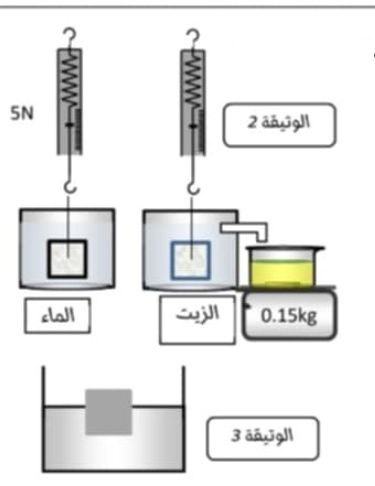 5N
الوثيقة 2
الماء
الزيت
0.15kg
الوثيقة 3